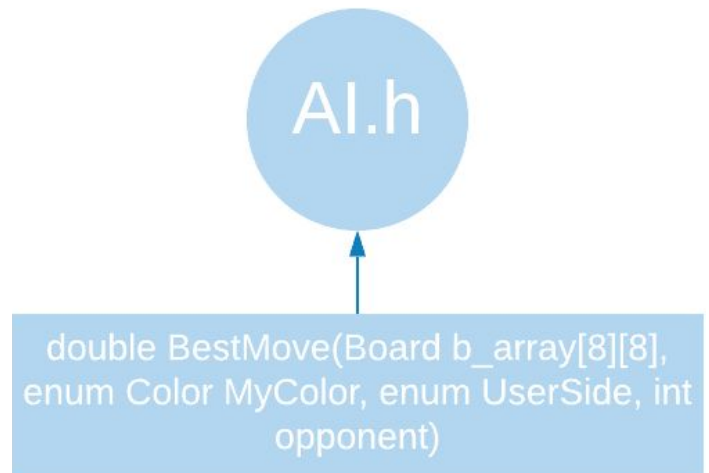 AI.h
double BestMove(Board b_array[8][8],
enum Color MyColor, enum UserSide, int
opponent)